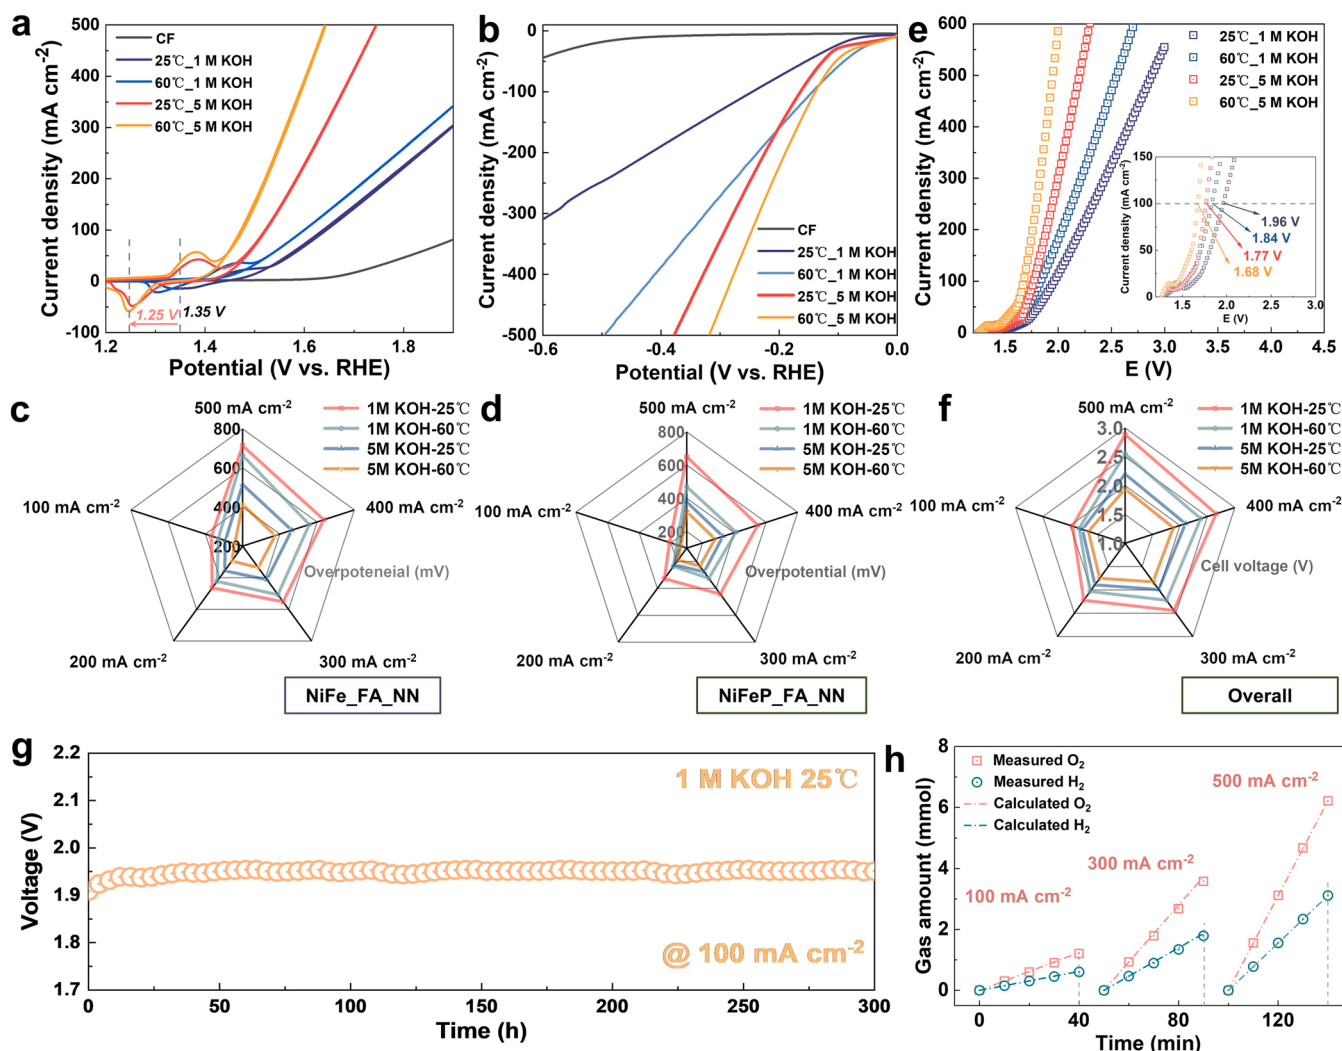 a
500
400
300
200
100
0
-100
Current density (mA cm-2)
CF
25℃_1 M KOH
60℃_1 M KOH
25℃_5 M KOH
60℃_5 M KOH
1.25 V
1.35 V
1.2
1.4
1.6
1.8
Potential (V vs. RHE)
b
0
-100
-200
-300
-400
-500
Current density (mA cm-2)
CF
25℃_1 M KOH
60℃_1 M KOH
25℃_5 M KOH
60℃_5 M KOH
-0.6
-0.4
-0.2
0.0
Potential (V vs. RHE)
e
600
500
400
300
200
100
0
Current density (mA cm-2)
25℃_1 M KOH
60℃_1 M KOH
25℃_5 M KOH
60℃_5 M KOH
150
100
50
0
Current density (mA cm-2)
1.96 V
1.84 V
1.77 V
1.68 V
1.5
2.0
2.5
3.0
E (V)
1.5
2.0
2.5
3.0
3.5
4.0
4.5
E (V)
c
500 mA cm-2
1M KOH-25℃
1M KOH-60℃
5M KOH-25℃
5M KOH-60℃
800
600
400
200
100 mA cm-2
400 mA cm-2
Overpoteneial (mV)
200 mA cm-2
300 mA cm-2
NiFe_FA_NN
d
500 mA cm-2
1M KOH-25℃
1M KOH-60℃
5M KOH-25℃
5M KOH-60℃
800
600
400
200
100 mA cm-2
400 mA cm-2
Overpotential (mV)
200 mA cm-2
300 mA cm-2
NiFeP_FA_NN
f
500 mA cm-2
1M KOH-25℃
1M KOH-60℃
5M KOH-25℃
5M KOH-60℃
3.0
2.5
2.0
1.5
1.0
100 mA cm-2
400 mA cm-2
Cell voltage (V)
200 mA cm-2
300 mA cm-2
Overall
g
2.2
2.1
2.0
1.9
1.8
1.7
Voltage (V)
1 M KOH 25℃
@ 100 mA cm-2
0
50
100
150
200
250
300
Time (h)
h
8
6
4
2
0
Gas amount (mmol)
Measured O2
Measured H2
Calculated O2
Calculated H2
100 mA cm-2
300 mA cm-2
500 mA cm-2
0
40
80
120
Time (min)